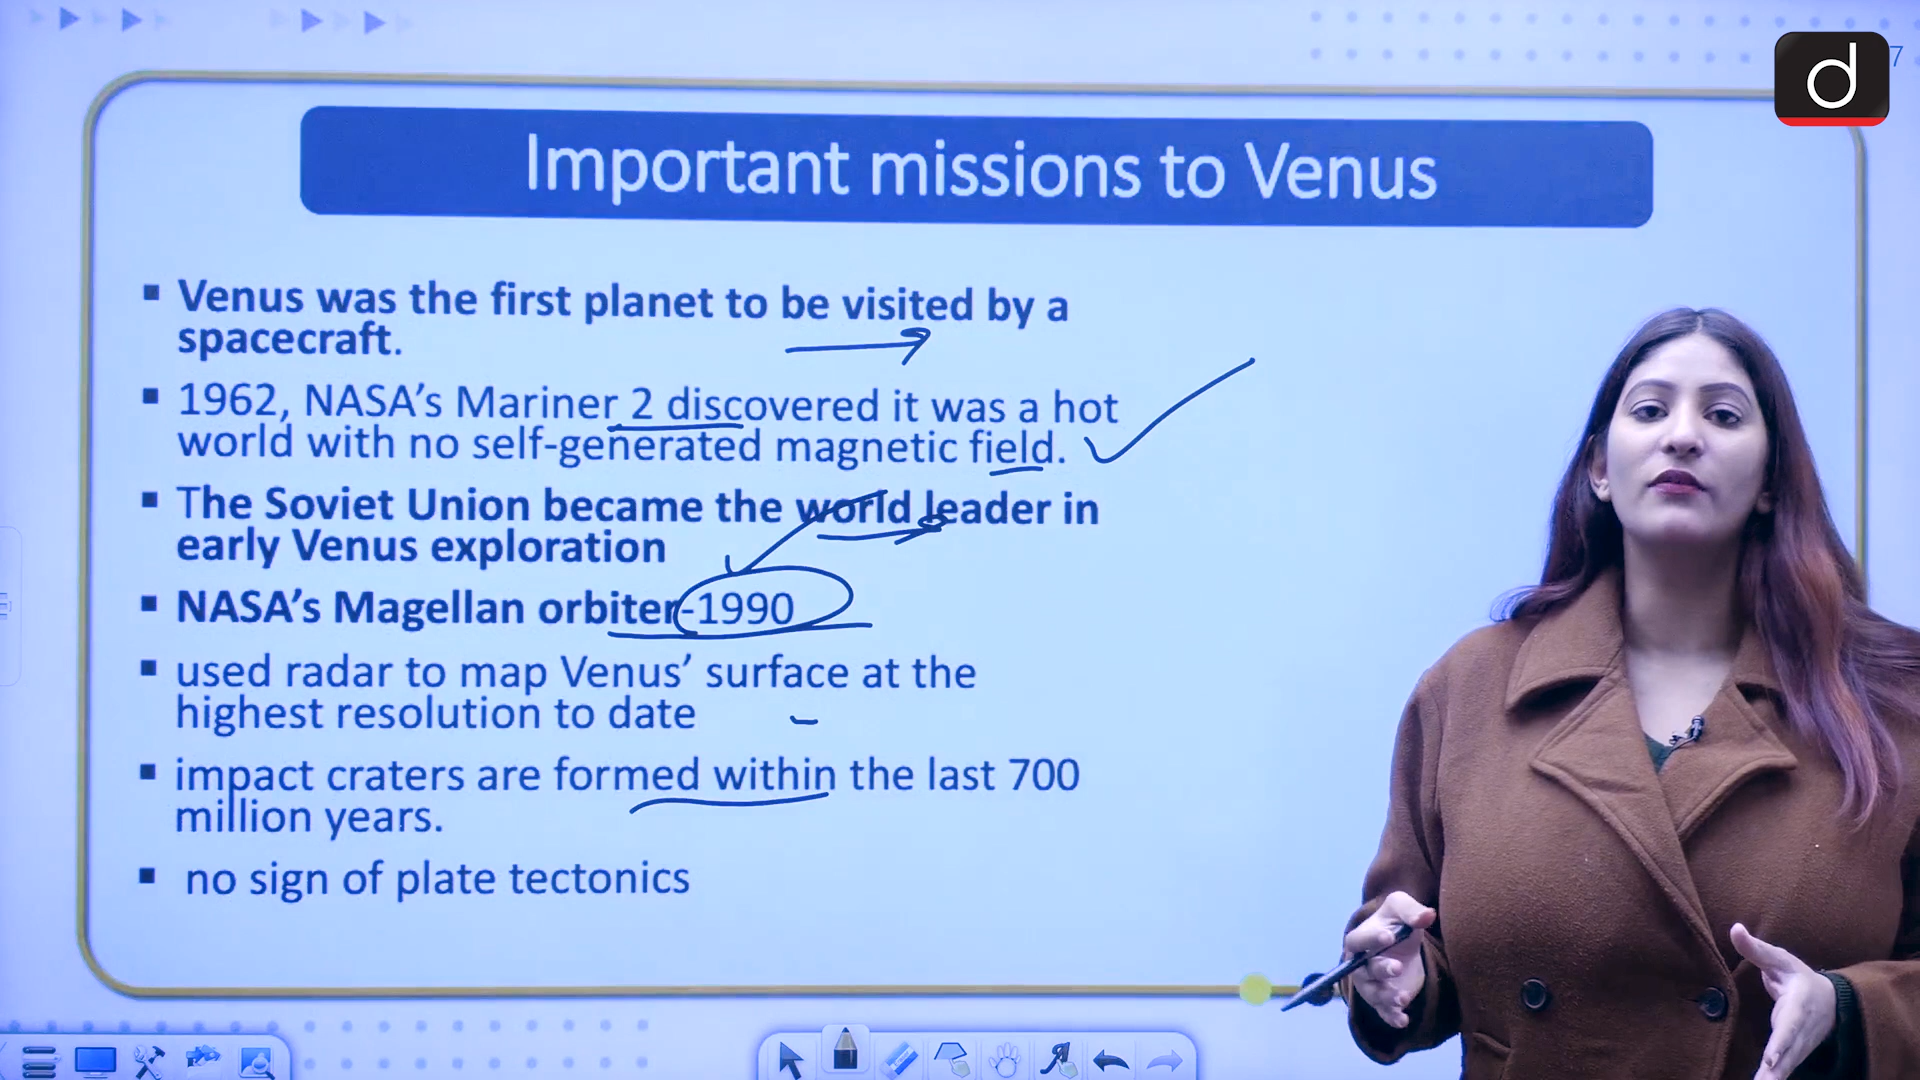 d
7
Important missions to Venus
▪ Venus was the first planet to be visited by a
spacecraft.
▪ 1962, NASA's Mariner 2 discovered it was a hot
world with no self-generated magnetic field.
▪ The Soviet Union became the world leader in
early Venus exploration
▪ NASA's Magellan orbiter-1990
▪ used radar to map Venus' surface at the
highest resolution to date
▪ impact craters are formed within the last 700
million years.
▪ no sign of plate tectonics